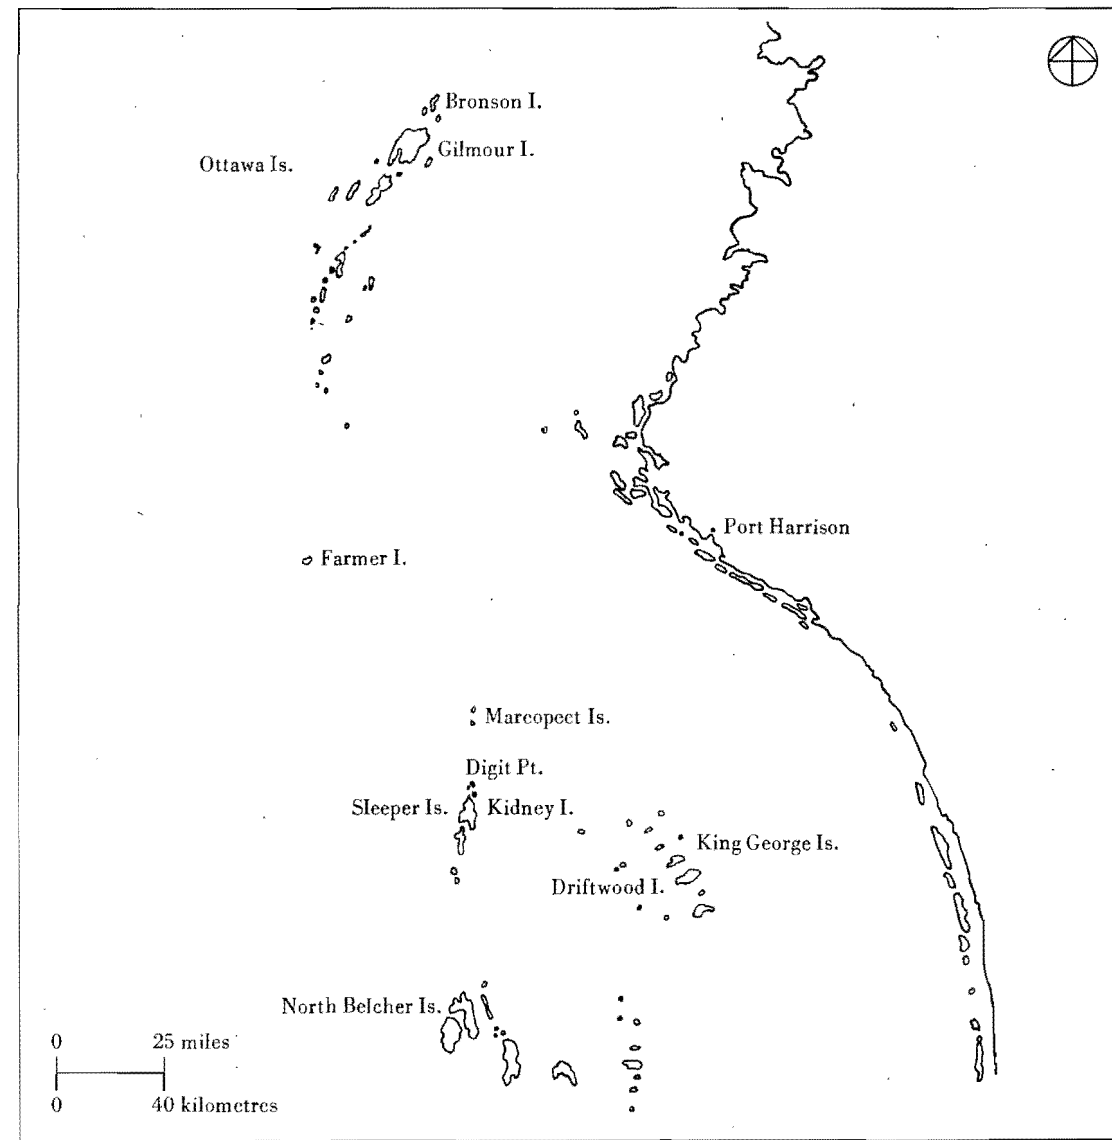 Bronson I.
Gilmour I.
Ottawa Is.
Port Harrison
Farmer I.
Marcopect Is.
Digit Pt.
Sleeper Is. Kidney I.
King George Is.
Driftwood I.
North Belcher Is.
0 25 miles
0 40 kilometres